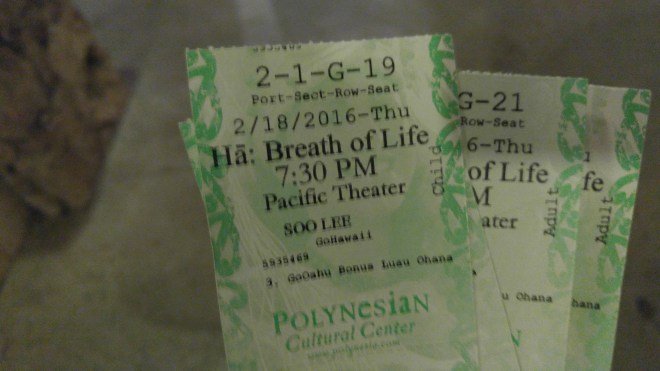 2-1-G-19
Port-Sect-Row-Seat
2/18/2016-Thu
Hā: Breath of Life
7:30 PM
Pacific Theater
Child
SOO LEE
GoHawaii
5935469
3. GoOahu Bonus Luau Ohana
POLYNESIAN
Cultural Center
G-21
Row-Seat
6-Thu
of Life
M
ater
Adult
u Ohana
N
fe
Adult
hana